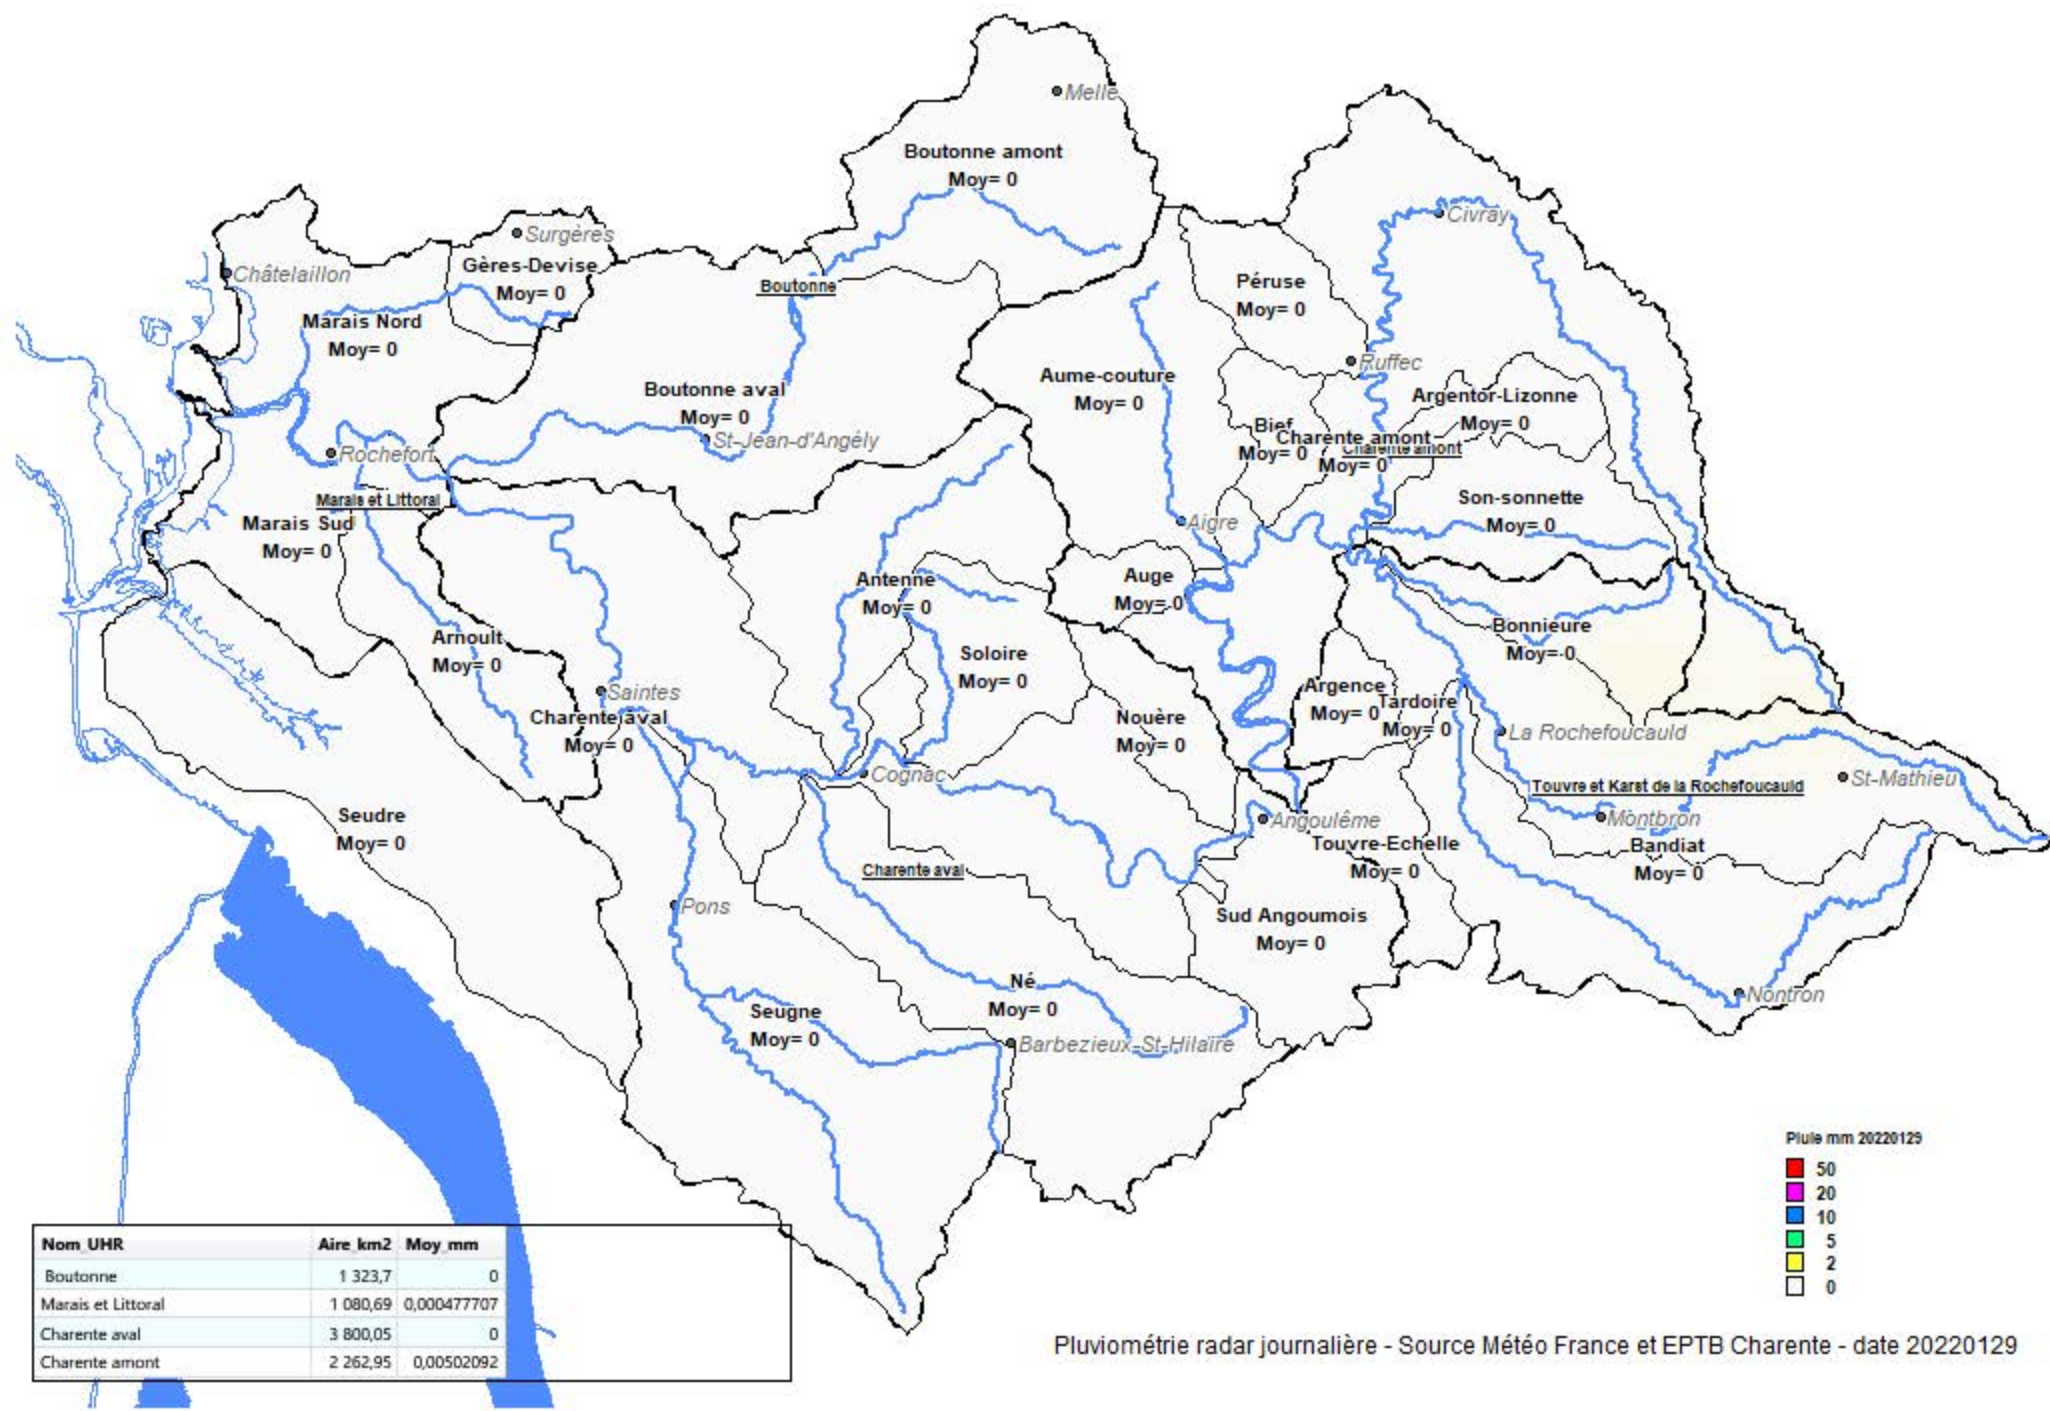 Melle
Boutonne amont
Moy= 0
Civray
Surgères
Châtelaillon
Gères-Devise
Moy= 0
Boutonne
Péruse
Moy= 0
Marais Nord
Moy= 0
Ruffec
Aume-couture
Moy= 0
Boutonne aval
Moy= 0
Argentor-Lizonne
Moy= 0
Bief
Moy= 0
Charente amont
Moy= 0
Charente amont
St-Jean-d'Angély
Rochefort
Marais et Littoral
Son-sonnette
Moy= 0
Marais Sud
Moy= 0
Aigre
Antenne
Moy= 0
Auge
Moy= 0
Bonnieure
Moy= 0
Arnoult
Moy= 0
Soloire
Moy= 0
Saintes
Argence
Moy= 0
Tardoire
Moy= 0
Charente aval
Moy= 0
Nouère
Moy= 0
La Rochefoucauld
Cognac
Touvre et Karst de la Rochefoucauld
St-Mathieu
Seudre
Moy= 0
Angoulême
Montbron
Touvre-Echelle
Moy= 0
Bandiat
Moy= 0
Charente aval
Pons
Sud Angoumois
Moy= 0
Né
Moy= 0
Nontron
Seugne
Moy= 0
Barbezieux-St-Hilaire
Pluie mm 20220129
50
20
10
5
2
0
Nom_UHR Aire_km2 Moy_mm
Boutonne 1 323,7 0
Marais et Littoral 1 080,69 0,000477707
Charente aval 3 800,05 0
Charente amont 2 262,95 0,00502092
Pluviométrie radar journalière - Source Météo France et EPTB Charente - date 20220129